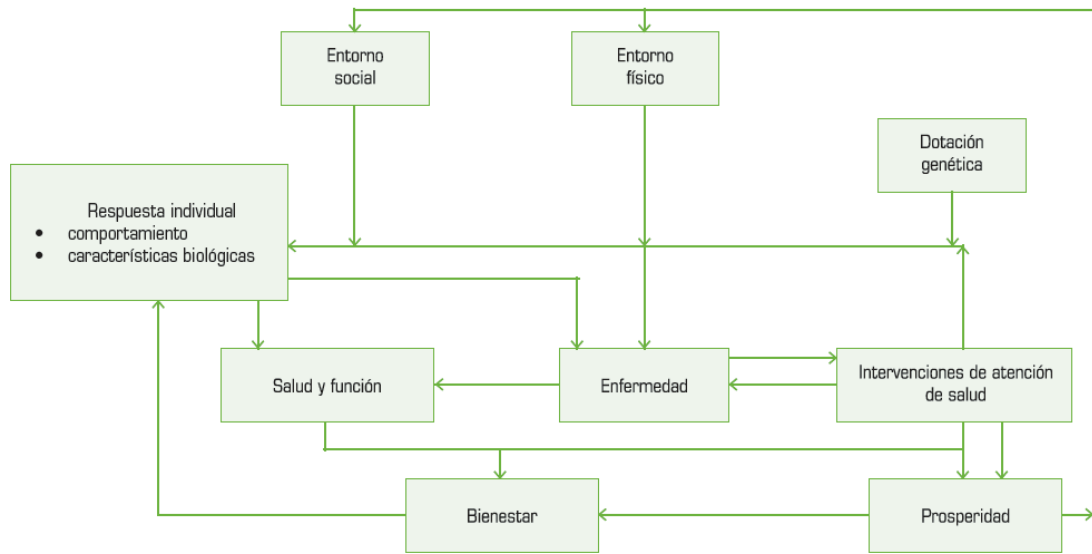 Entorno
social
Entorno
físico
Dotación
genética
Respuesta individual
• comportamiento
• características biológicas
Salud y función
Enfermedad
Intervenciones de atención
de salud
Bienestar
Prosperidad